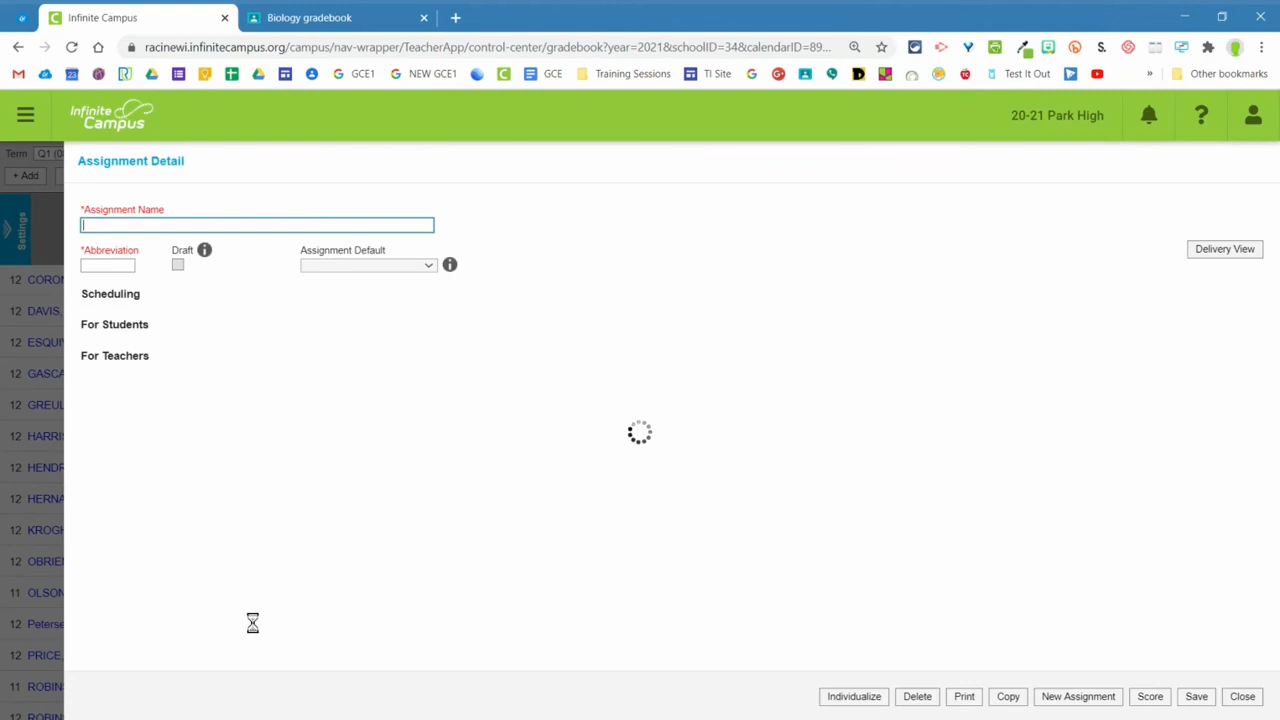 Infinite Campus
Biology gradebook
racinewi.infinitecampus.org/campus/nav-wrapper/TeacherApp/control-center/gradebook?year=2021&schoolID=34&calendarID=89...
GCE1
NEW GCE1
GCE
Training Sessions
TI Site
Test It Out
»
Other bookmarks
Infinite Campus
20-21 Park High
Term Q1 (0
+ Add
Assignment Detail
*Assignment Name
*Abbreviation
Draft
Assignment Default
Delivery View
Settings
Scheduling
For Students
For Teachers
12 CORON
12 DAVIS,
12 ESQUI
12 GASCA
12 GREUL
12 HARRI
12 HENDR
12 HERNA
12 KROGH
12 OBRIEN
11 OLSON
12 Peterse
12 PRICE,
11 ROBIN
12 ROBIN
Individualize
Delete
Print
Copy
New Assignment
Score
Save
Close